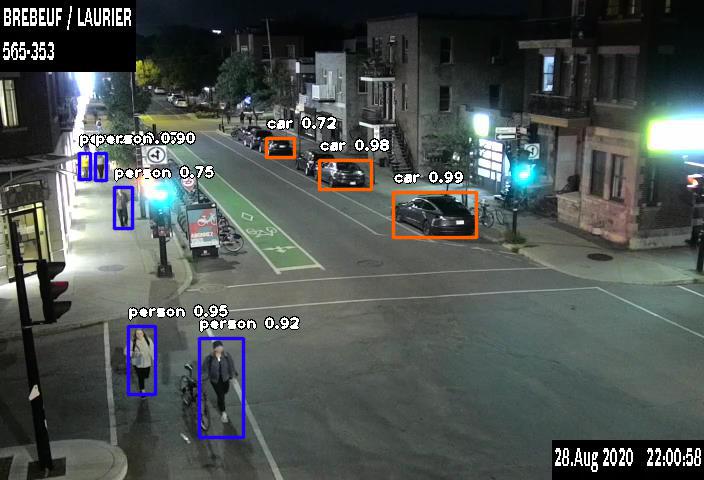 BREBEUF / LAURIER
565-353
car 0.72
person 0.90
car 0.98
person 0.75
car 0.99
person 0.95
person 0.92
28.Aug 2020 22:00:58